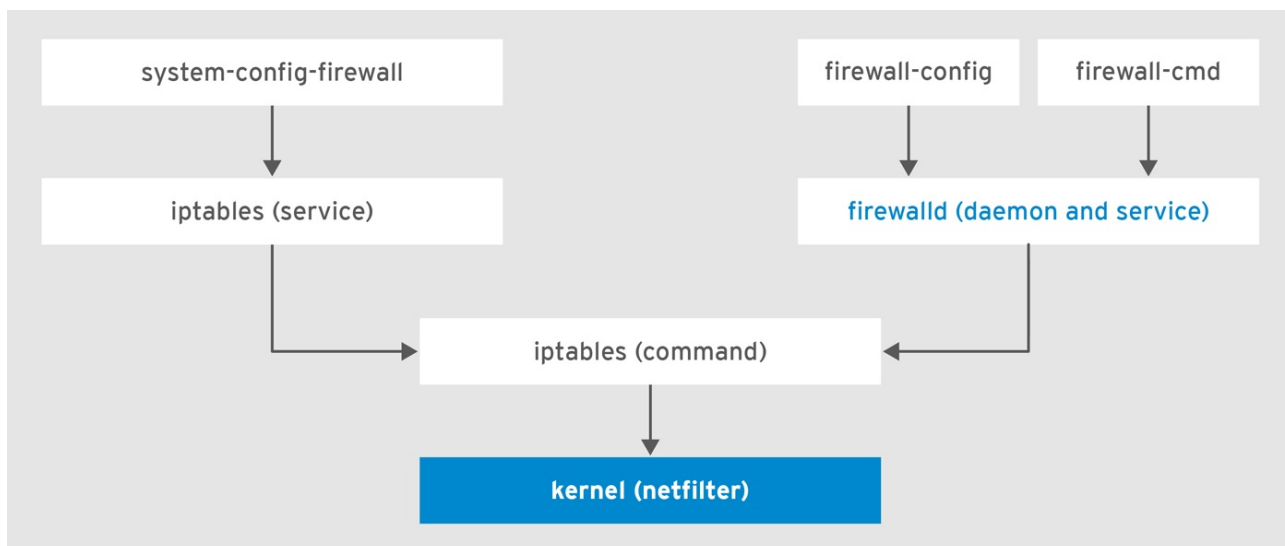 system-config-firewall
firewall-config
firewall-cmd
iptables (service)
firewalld (daemon and service)
iptables (command)
kernel (netfilter)